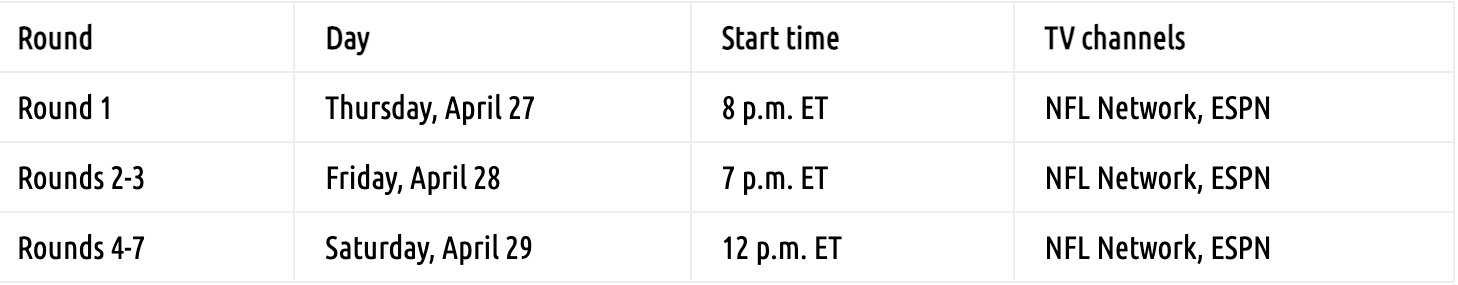 Round Day Start time TV channels
Round 1 Thursday, April 27 8 p.m. ET NFL Network, ESPN
Rounds 2-3 Friday, April 28 7 p.m. ET NFL Network, ESPN
Rounds 4-7 Saturday, April 29 12 p.m. ET NFL Network, ESPN